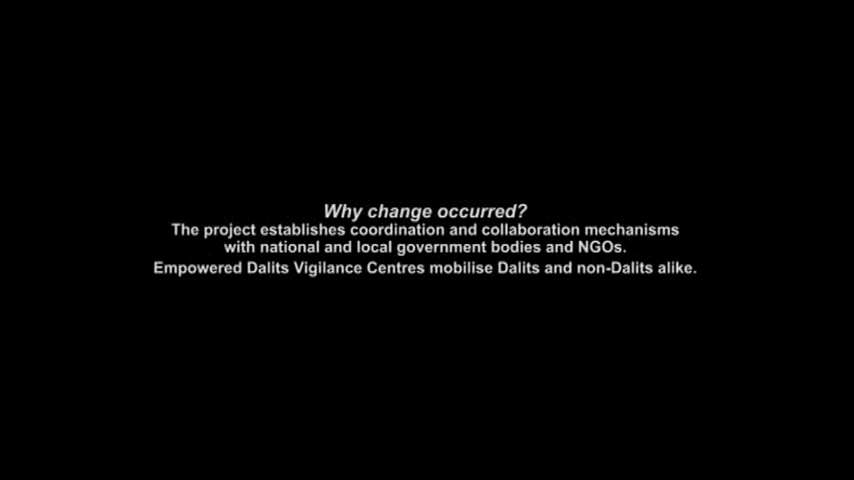 Why change occurred?
The project establishes coordination and collaboration mechanisms
with national and local government bodies and NGOs.
Empowered Dalits Vigilance Centres mobilise Dalits and non-Dalits alike.